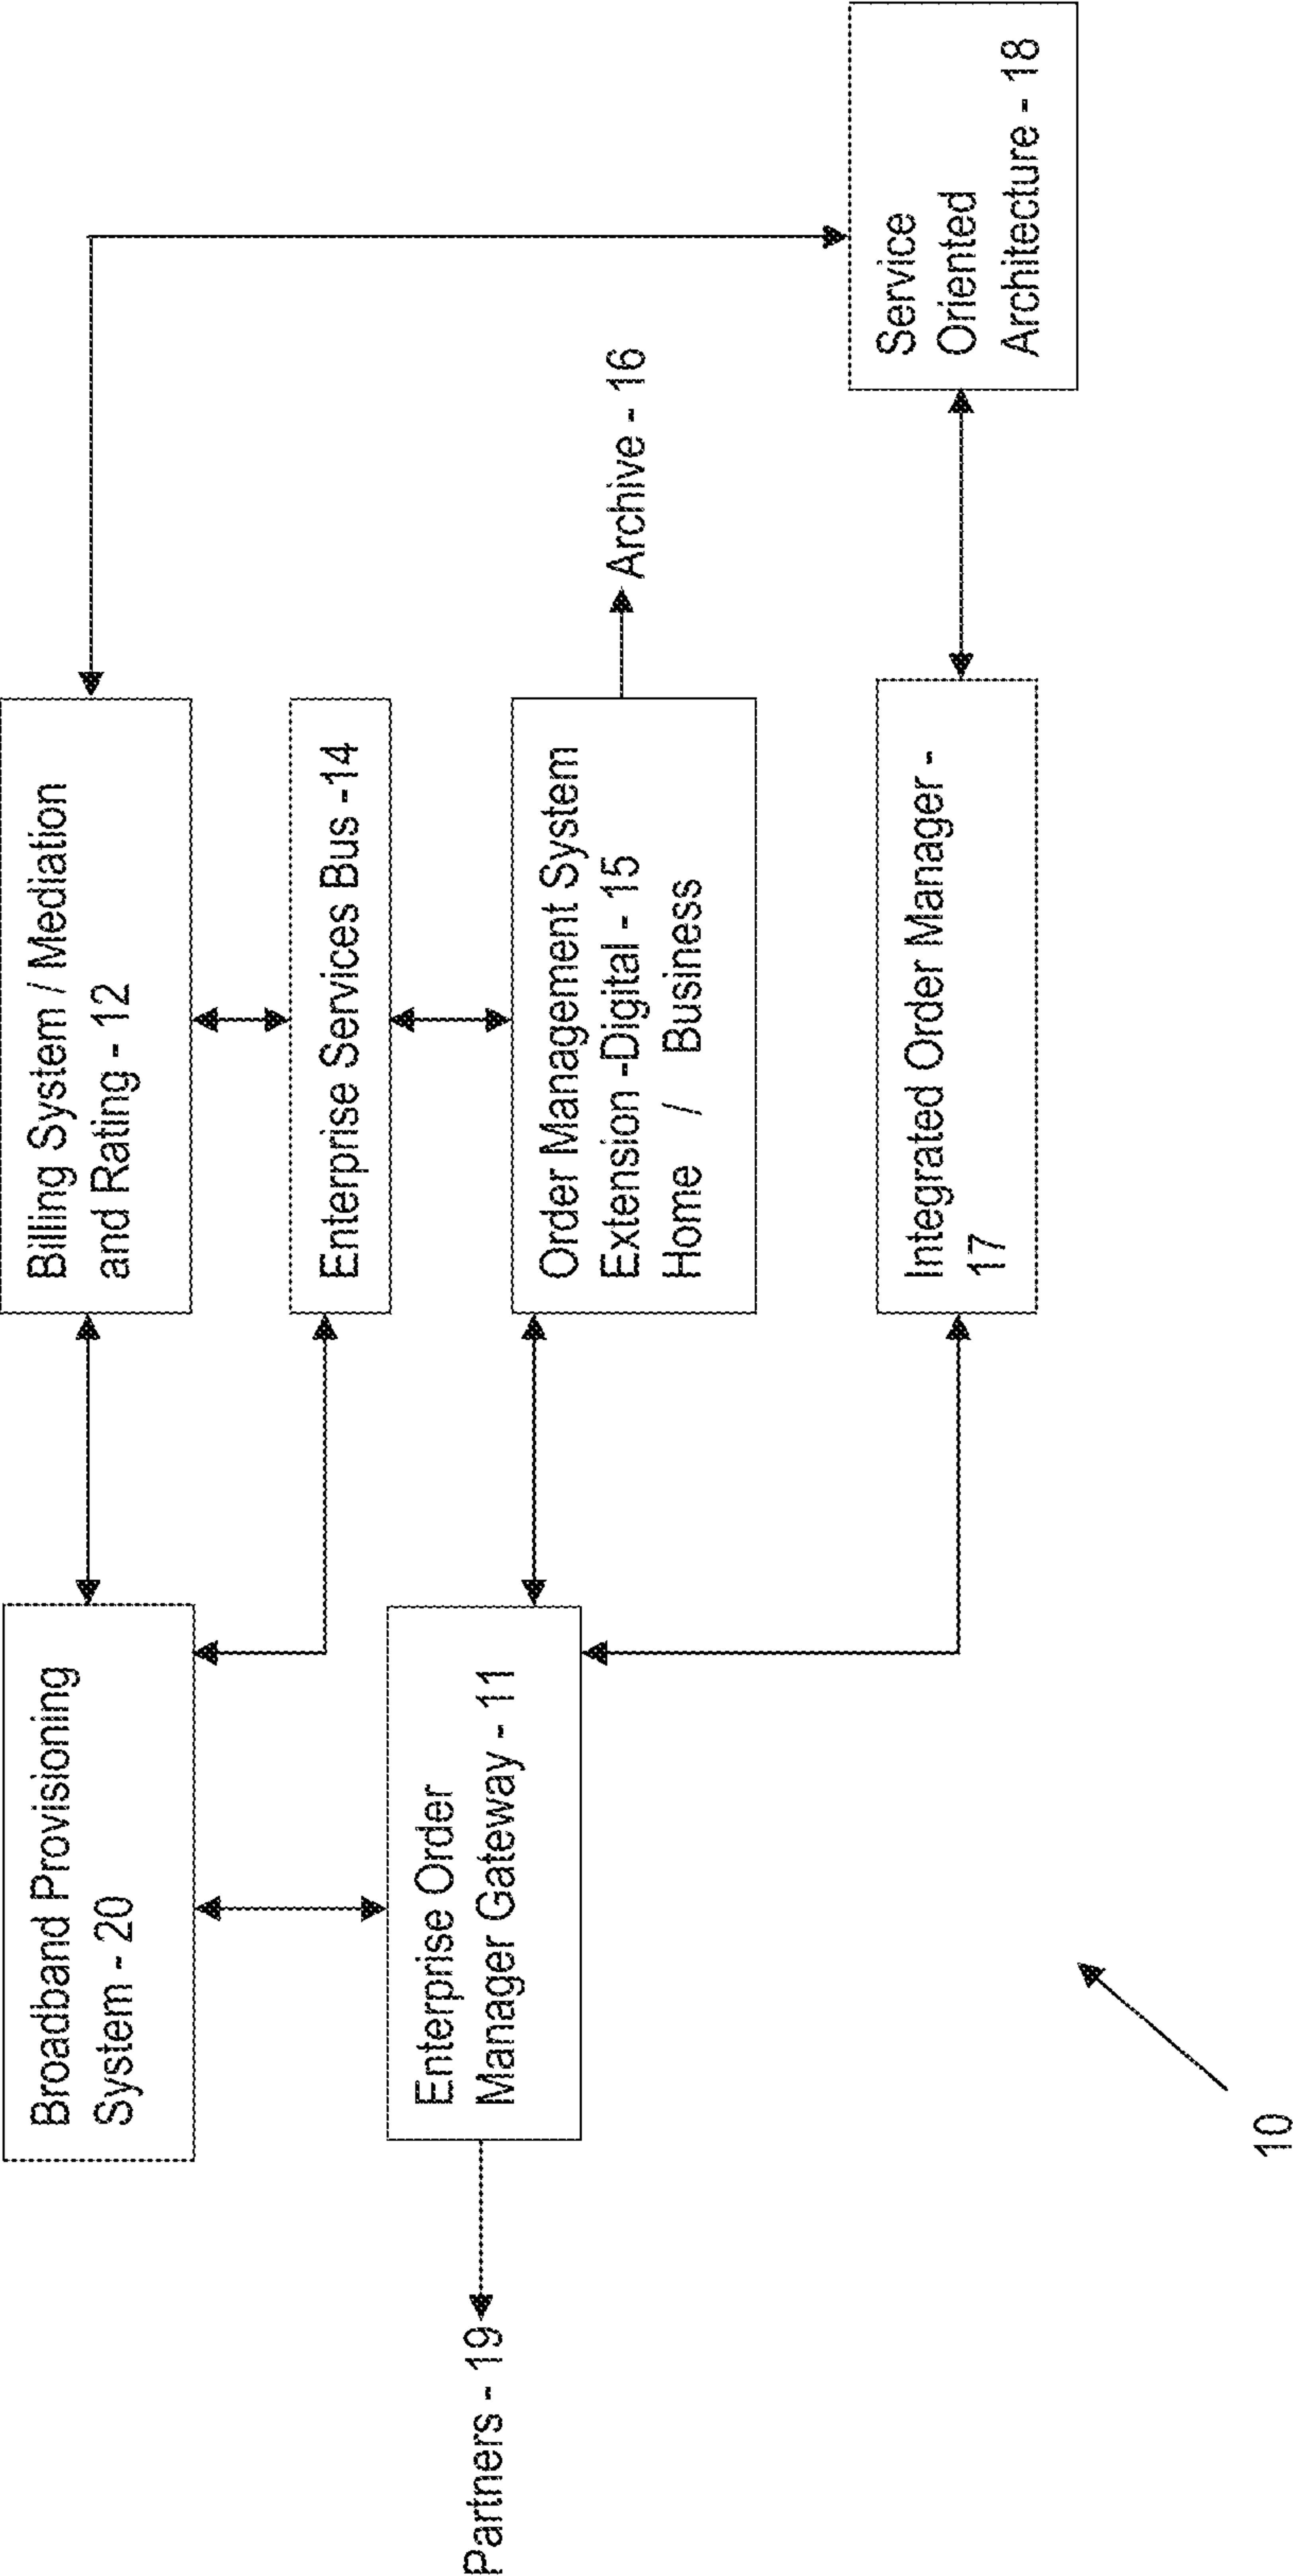 Broadband Provisioning
System - 20
Billing System / Mediation
and Rating - 12
Enterprise Services Bus -14
Partners - 19
Enterprise Order
Manager Gateway - 11
Order Management System
Extension -Digital - 15
Home / Business
Archive - 16
Integrated Order Manager -
17
Service
Oriented
Architecture - 18
10